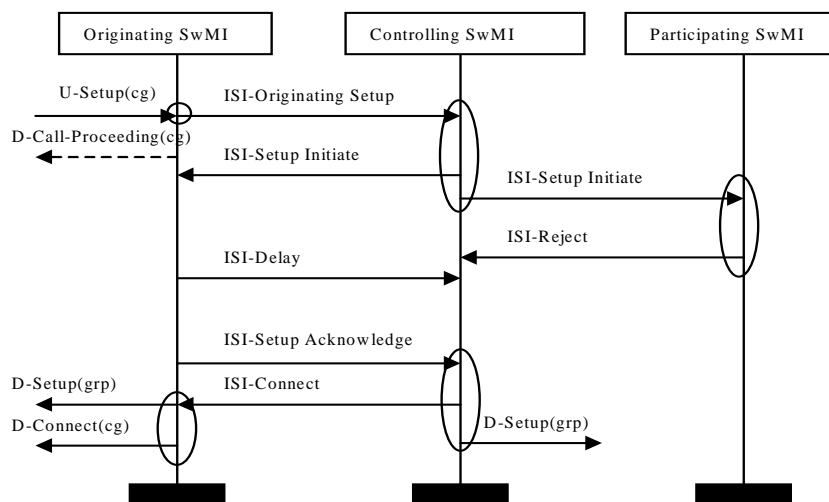 Originating SwMI
Controlling SwMI
Participating SwMI
U-Setup(cg)
ISI-Originating Setup
D-Call-Proceeding(cg)
ISI-Setup Initiate
ISI-Setup Initiate
ISI-Reject
ISI-Delay
ISI-Setup Acknowledge
D-Setup(grp)
ISI-Connect
D-Connect(cg)
D-Setup(grp)